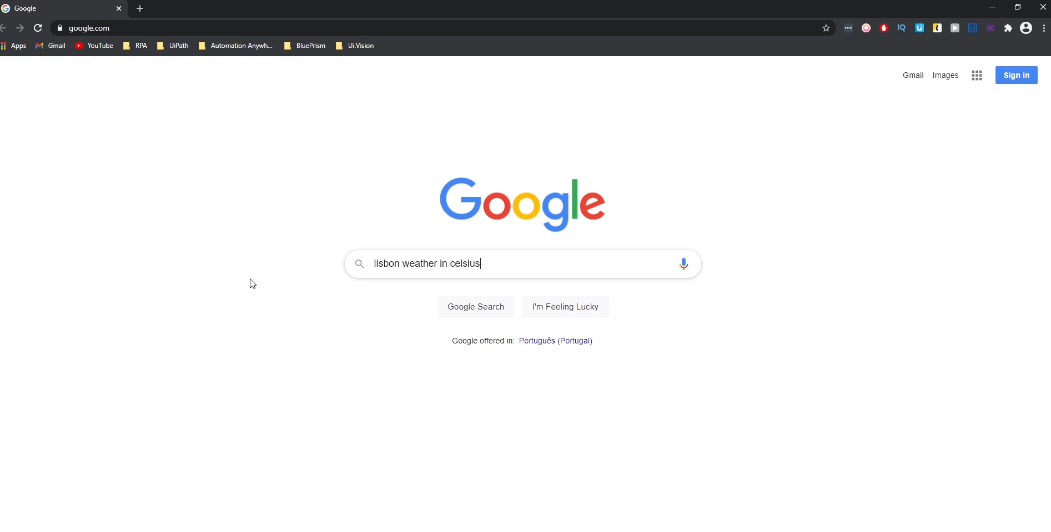 Google
google.com
Apps Gmail YouTube RPA UiPath Automation Anywh... BluePrism Ui.Vision
Gmail Images Sign in
Google
lisbon weather in celsius
Google Search I'm Feeling Lucky
Google offered in: Português (Portugal)